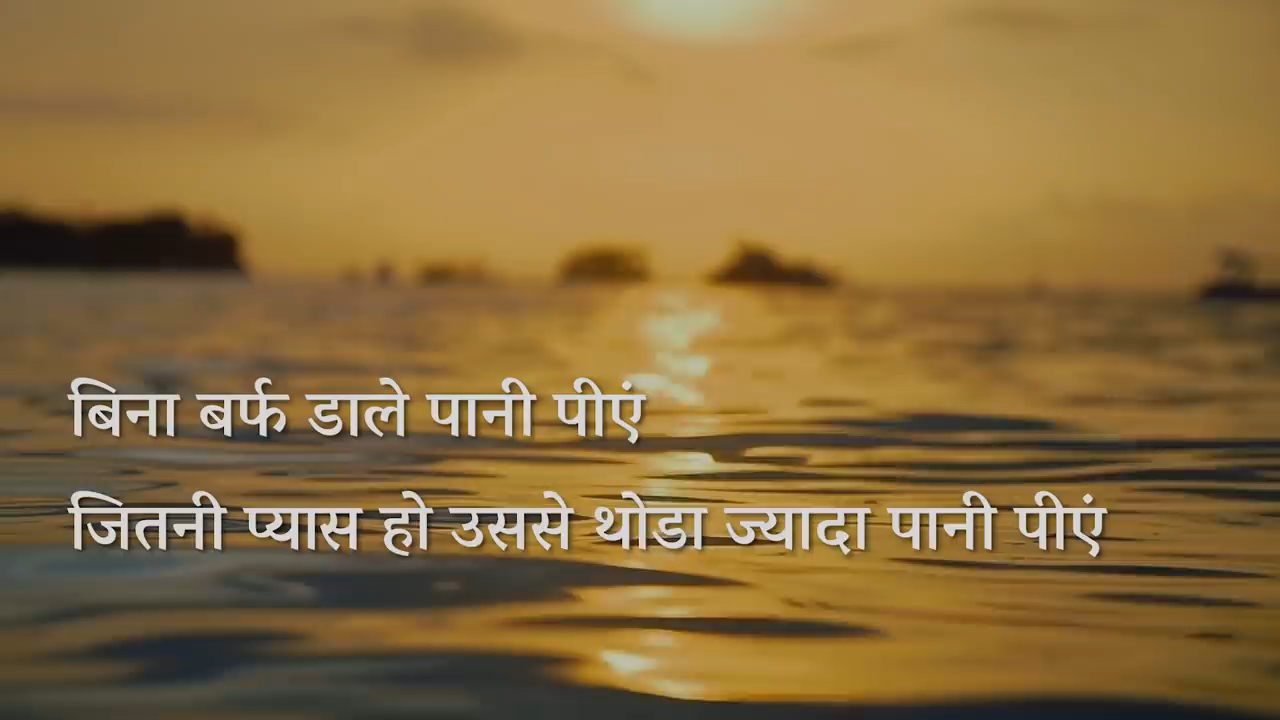 बिना बर्फ डाले पानी पीएं
जितनी प्यास हो उससे थोडा ज्यादा पानी पीएं